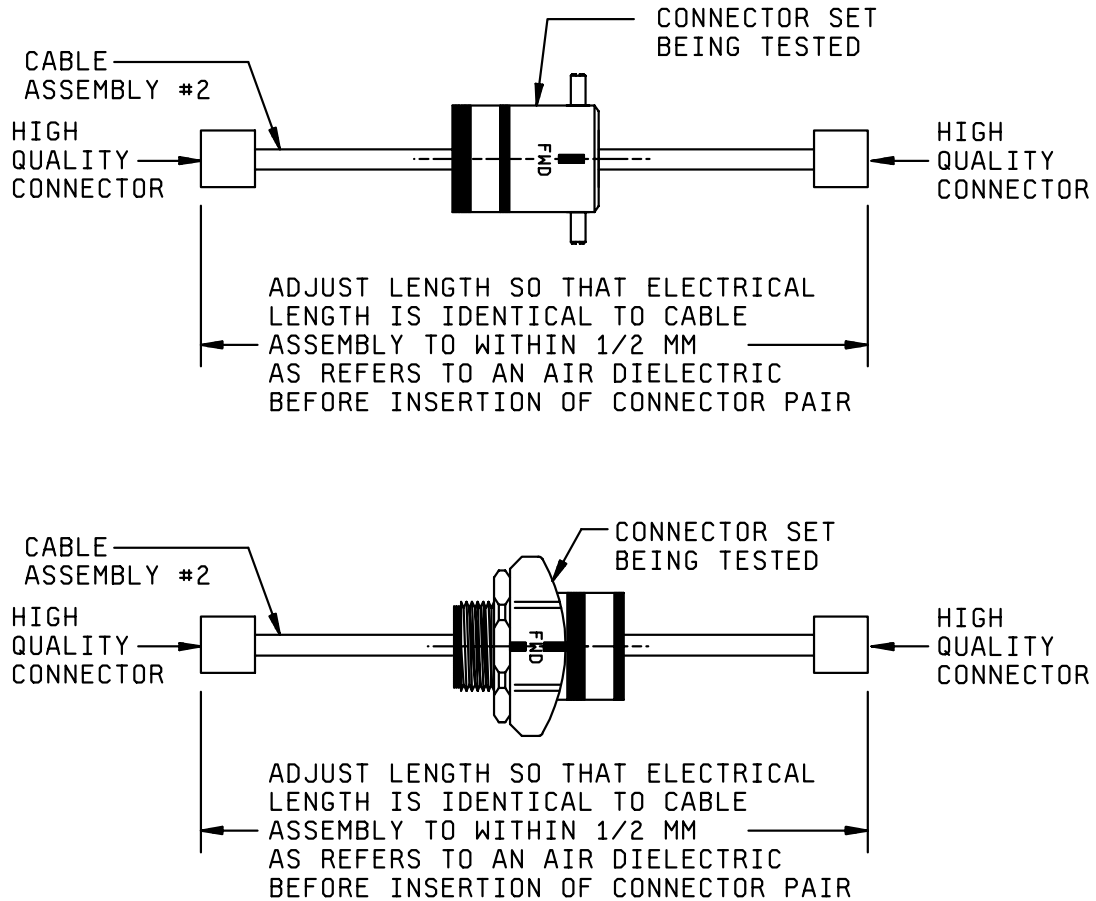 CONNECTOR SET
BEING TESTED
CABLE
ASSEMBLY #2
HIGH
QUALITY
CONNECTOR
FWD
HIGH
QUALITY
CONNECTOR
ADJUST LENGTH SO THAT ELECTRICAL
LENGTH IS IDENTICAL TO CABLE
ASSEMBLY TO WITHIN 1/2 MM
AS REFERS TO AN AIR DIELECTRIC
BEFORE INSERTION OF CONNECTOR PAIR
CONNECTOR SET
BEING TESTED
CABLE
ASSEMBLY #2
HIGH
QUALITY
CONNECTOR
FWD
HIGH
QUALITY
CONNECTOR
ADJUST LENGTH SO THAT ELECTRICAL
LENGTH IS IDENTICAL TO CABLE
ASSEMBLY TO WITHIN 1/2 MM
AS REFERS TO AN AIR DIELECTRIC
BEFORE INSERTION OF CONNECTOR PAIR